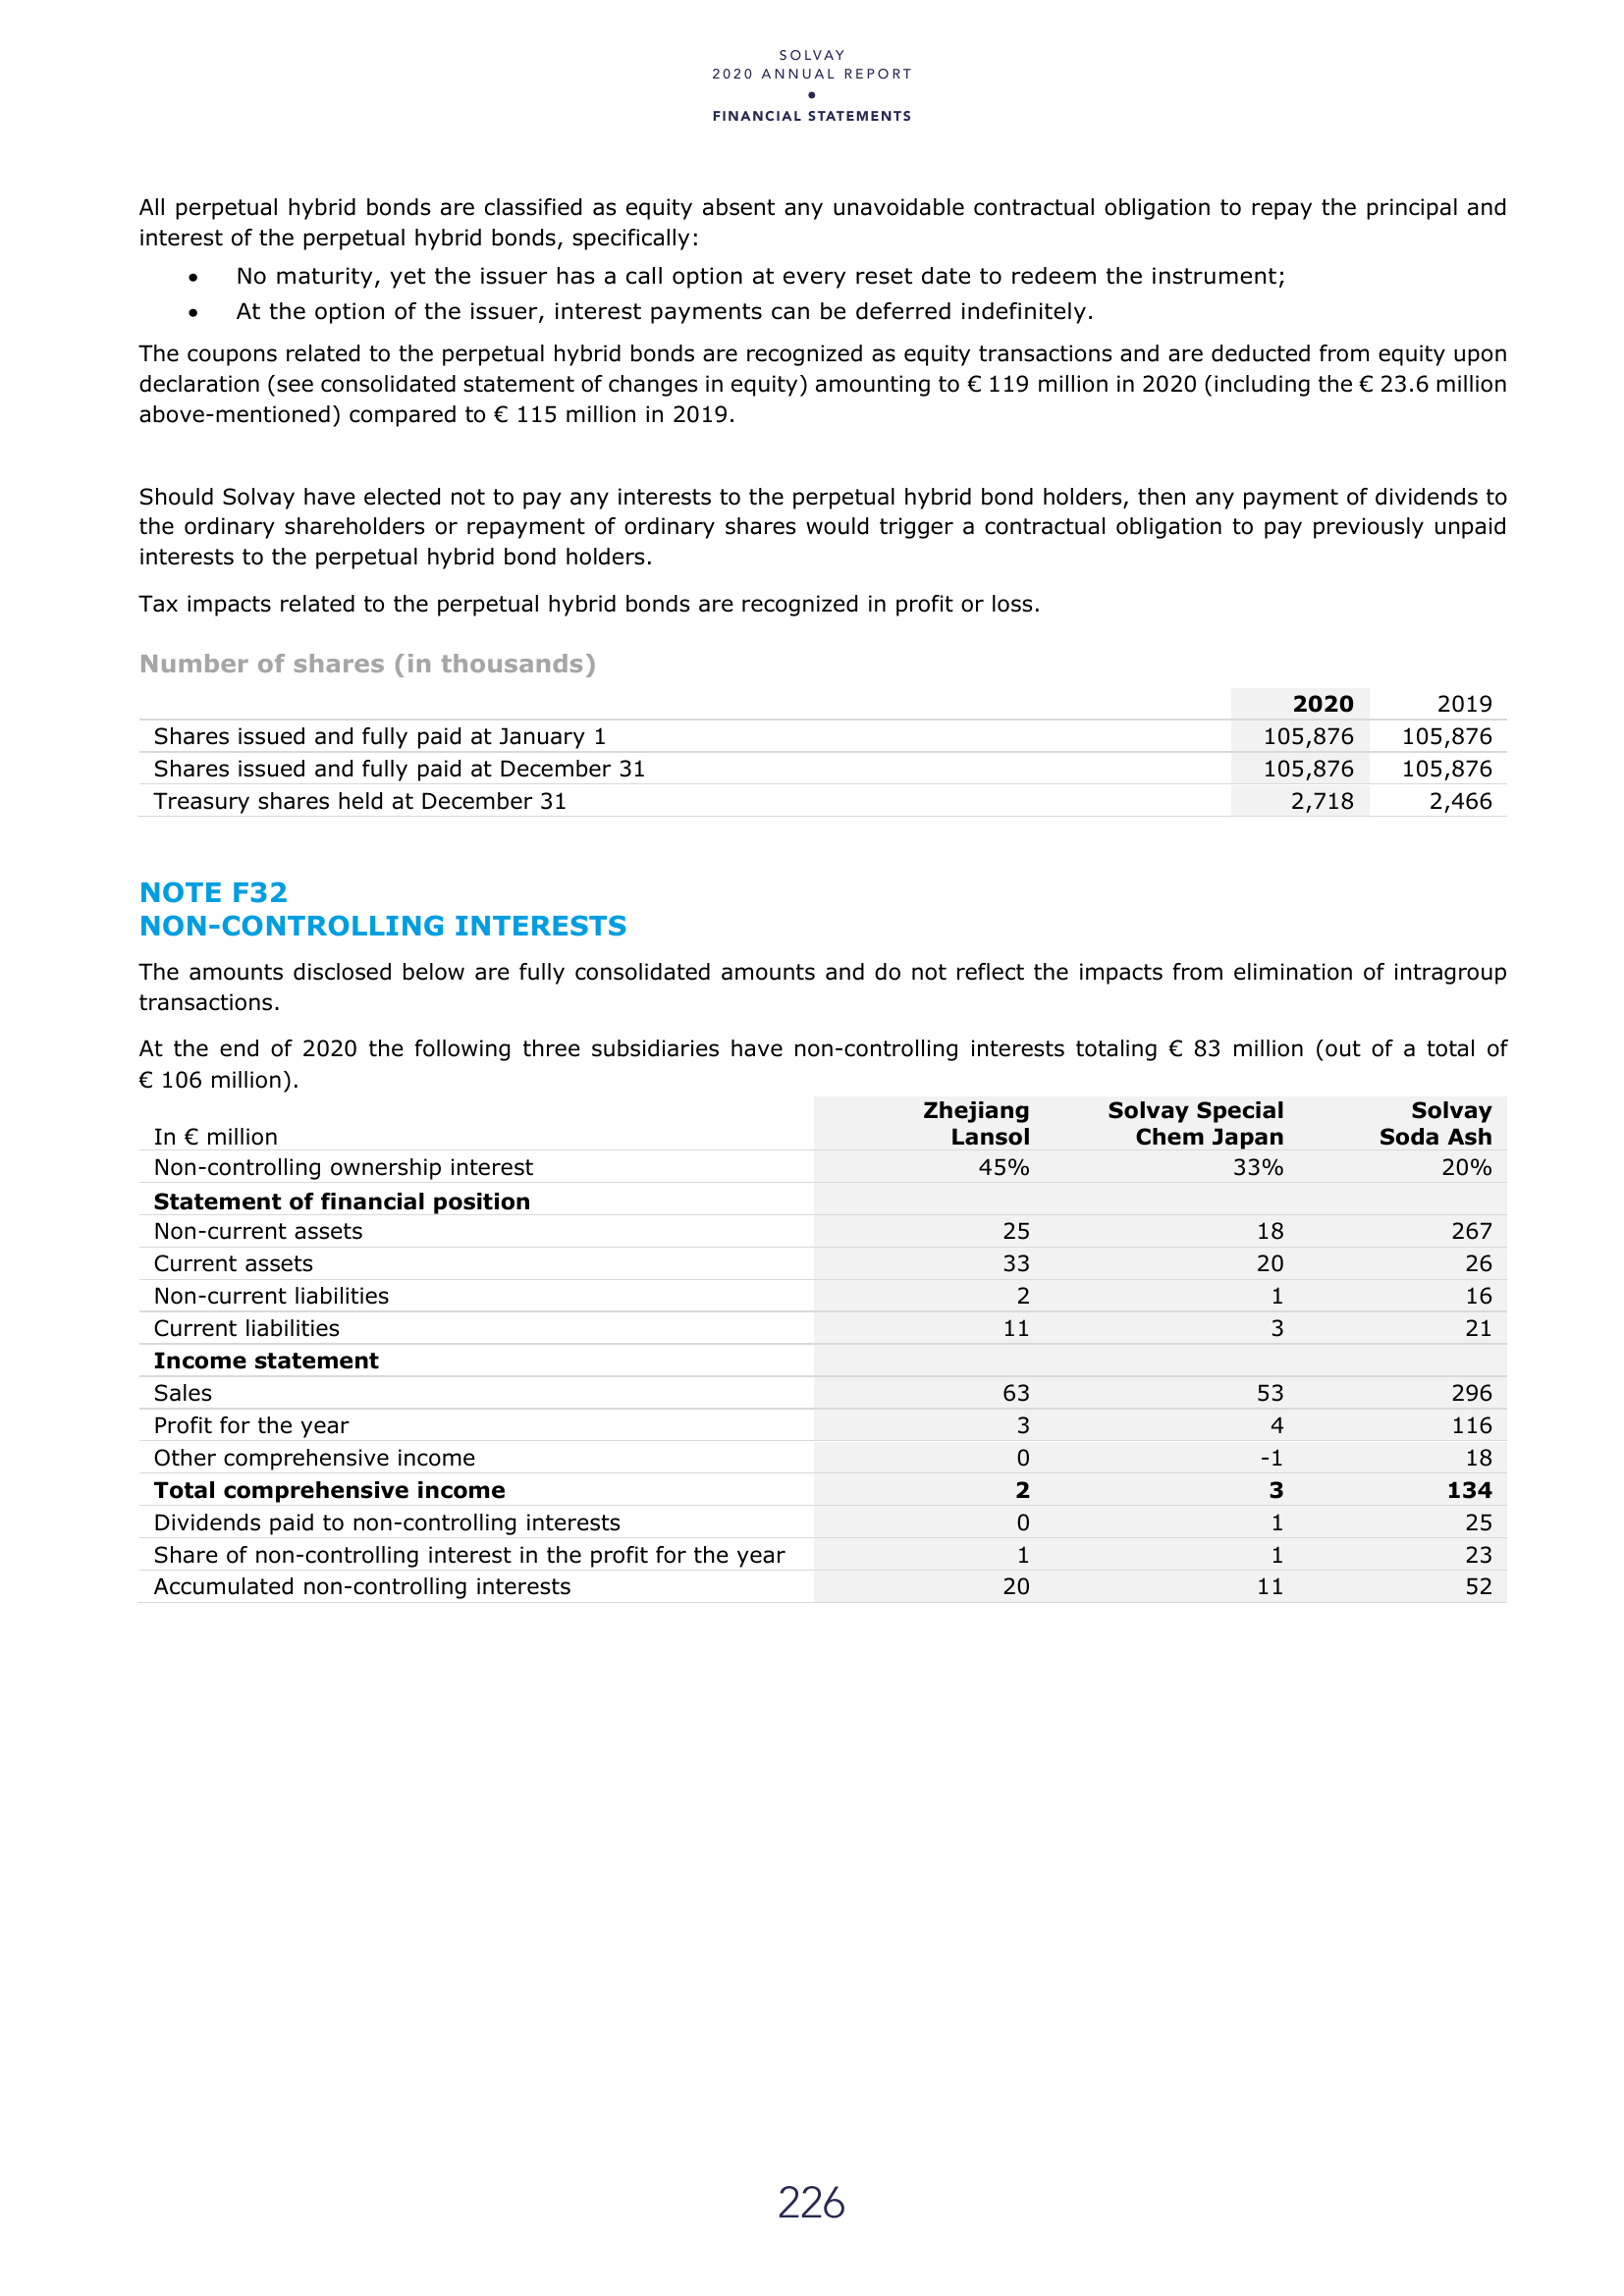 SOLVAY
2020 ANNUAL REPORT
•
FINANCIAL STATEMENTS
All perpetual hybrid bonds are classified as equity absent any unavoidable contractual obligation to repay the principal and
interest of the perpetual hybrid bonds, specifically:
• No maturity, yet the issuer has a call option at every reset date to redeem the instrument;
• At the option of the issuer, interest payments can be deferred indefinitely.
The coupons related to the perpetual hybrid bonds are recognized as equity transactions and are deducted from equity upon
declaration (see consolidated statement of changes in equity) amounting to € 119 million in 2020 (including the € 23.6 million
above-mentioned) compared to € 115 million in 2019.
Should Solvay have elected not to pay any interests to the perpetual hybrid bond holders, then any payment of dividends to
the ordinary shareholders or repayment of ordinary shares would trigger a contractual obligation to pay previously unpaid
interests to the perpetual hybrid bond holders.
Tax impacts related to the perpetual hybrid bonds are recognized in profit or loss.
Number of shares (in thousands)
2020 2019
Shares issued and fully paid at January 1 105,876 105,876
Shares issued and fully paid at December 31 105,876 105,876
Treasury shares held at December 31 2,718 2,466
NOTE F32
NON-CONTROLLING INTERESTS
The amounts disclosed below are fully consolidated amounts and do not reflect the impacts from elimination of intragroup
transactions.
At the end of 2020 the following three subsidiaries have non-controlling interests totaling € 83 million (out of a total of
€ 106 million).
Zhejiang Solvay Special Solvay
In € million Lansol Chem Japan Soda Ash
Non-controlling ownership interest 45% 33% 20%
Statement of financial position
Non-current assets 25 18 267
Current assets 33 20 26
Non-current liabilities 2 1 16
Current liabilities 11 3 21
Income statement
Sales 63 53 296
Profit for the year 3 4 116
Other comprehensive income 0 -1 18
Total comprehensive income 2 3 134
Dividends paid to non-controlling interests 0 1 25
Share of non-controlling interest in the profit for the year 1 1 23
Accumulated non-controlling interests 20 11 52
226